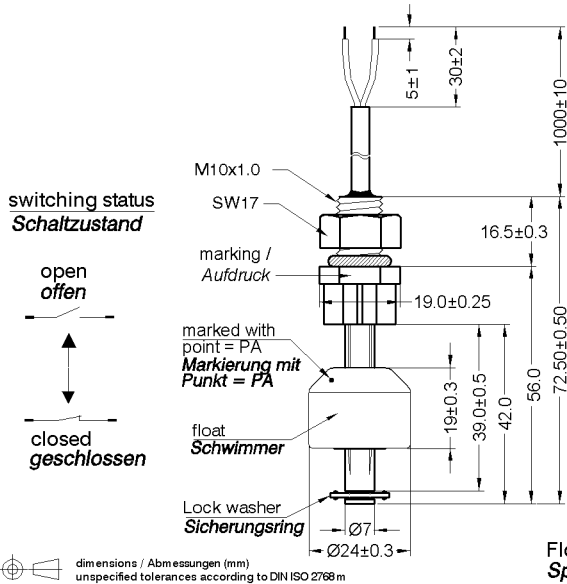 switching status
Schaltzustand
open
offen
closed
geschlossen
M10x1.0
SW17
marking /
Aufdruck
marked with
point = PA
Markierung mit
Punkt = PA
float
Schwimmer
Lock washer
Sicherungsring
5±1
30±2
1000±10
16.5±0.3
19.0±0.25
19±0.3
39.0±0.5
42.0
56.0
72.50±0.50
Ø7
Ø24±0.3
dimensions / Abmessungen (mm)
unspecified tolerances according to DIN ISO 2768 m
Flo
Sp